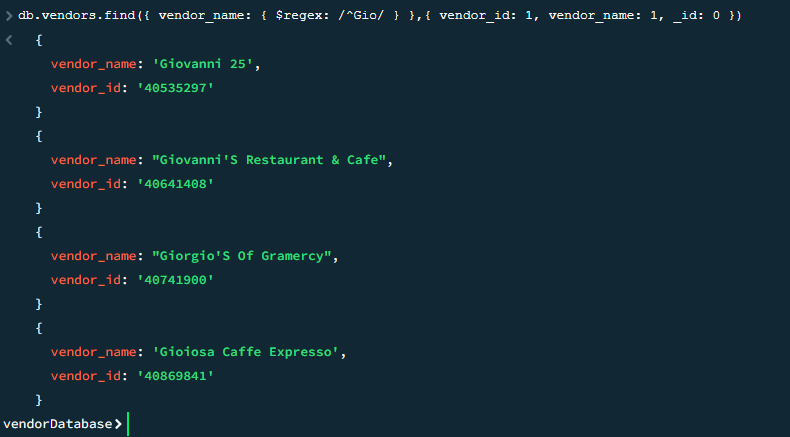 > db.vendors.find({ vendor_name: { $regex: /^Gio/ } },{ vendor_id: 1, vendor_name: 1, _id: 0 })
< {
vendor_name: 'Giovanni 25',
vendor_id: '40535297'
}
{
vendor_name: "Giovanni'S Restaurant & Cafe",
vendor_id: '40641408'
}
{
vendor_name: "Giorgio'S Of Gramercy",
vendor_id: '40741900'
}
{
vendor_name: 'Gioiosa Caffe Expresso',
vendor_id: '40869841'
}
vendorDatabase>